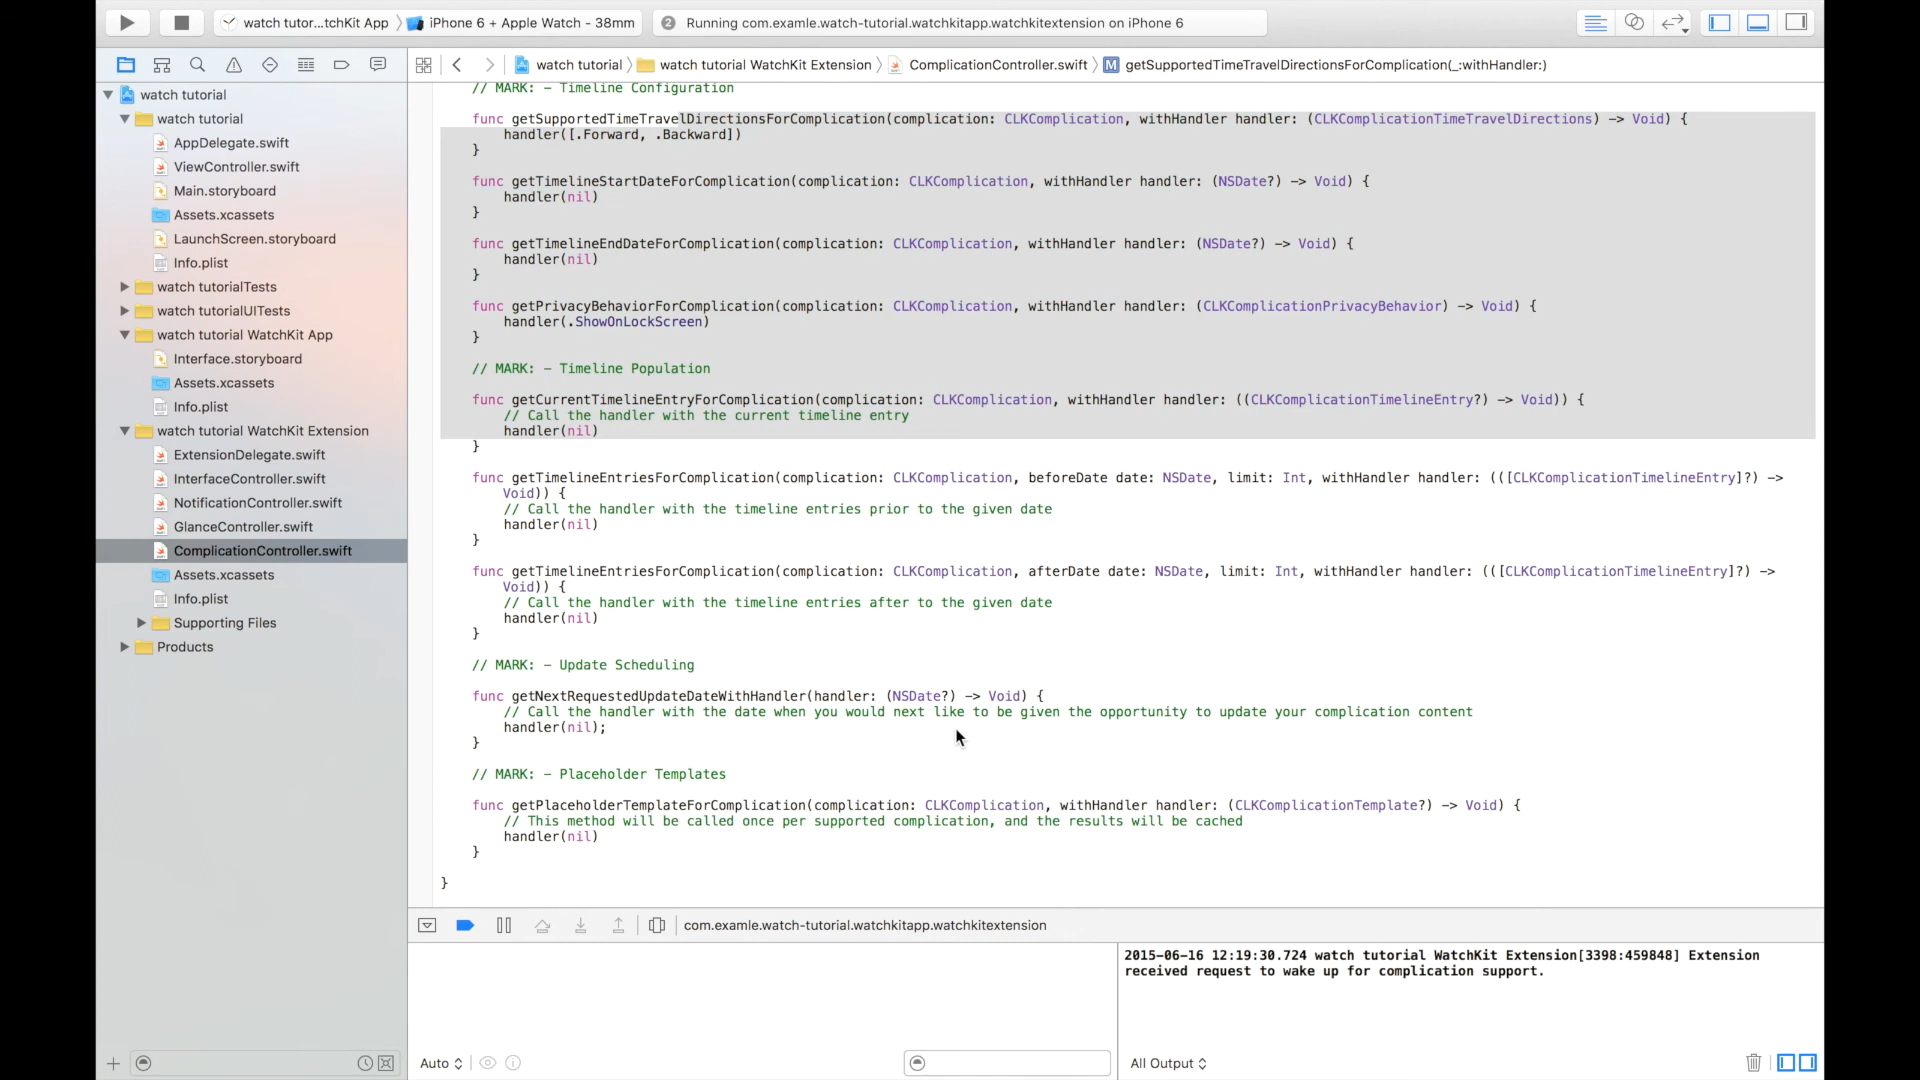 watch tutor...tchKit App
iPhone 6 + Apple Watch - 38mm
2 Running com.examle.watch-tutorial.watchkitapp.watchkitextension on iPhone 6
watch tutorial
watch tutorial WatchKit Extension
ComplicationController.swift
M getSupportedTimeTravelDirectionsForComplication(_:withHandler:)
watch tutorial
watch tutorial
AppDelegate.swift
ViewController.swift
Main.storyboard
Assets.xcassets
LaunchScreen.storyboard
Info.plist
watch tutorialTests
watch tutorialUITests
watch tutorial WatchKit App
Interface.storyboard
Assets.xcassets
Info.plist
watch tutorial WatchKit Extension
ExtensionDelegate.swift
InterfaceController.swift
NotificationController.swift
GlanceController.swift
ComplicationController.swift
Assets.xcassets
Info.plist
Supporting Files
Products
// MARK: - Timeline Configuration
func getSupportedTimeTravelDirectionsForComplication(complication: CLKComplication, withHandler handler: (CLKComplicationTimeTravelDirections) -> Void) {
handler([.Forward, .Backward])
}
func getTimelineStartDateForComplication(complication: CLKComplication, withHandler handler: (NSDate?) -> Void) {
handler(nil)
}
func getTimelineEndDateForComplication(complication: CLKComplication, withHandler handler: (NSDate?) -> Void) {
handler(nil)
}
func getPrivacyBehaviorForComplication(complication: CLKComplication, withHandler handler: (CLKComplicationPrivacyBehavior) -> Void) {
handler(.ShowOnLockScreen)
}
// MARK: - Timeline Population
func getCurrentTimelineEntryForComplication(complication: CLKComplication, withHandler handler: ((CLKComplicationTimelineEntry?) -> Void)) {
// Call the handler with the current timeline entry
handler(nil)
}
func getTimelineEntriesForComplication(complication: CLKComplication, beforeDate date: NSDate, limit: Int, withHandler handler: (([CLKComplicationTimelineEntry]?) ->
Void)) {
// Call the handler with the timeline entries prior to the given date
handler(nil)
}
func getTimelineEntriesForComplication(complication: CLKComplication, afterDate date: NSDate, limit: Int, withHandler handler: (([CLKComplicationTimelineEntry]?) ->
Void)) {
// Call the handler with the timeline entries after to the given date
handler(nil)
}
// MARK: - Update Scheduling
func getNextRequestedUpdateDateWithHandler(handler: (NSDate?) -> Void) {
// Call the handler with the date when you would next like to be given the opportunity to update your complication content
handler(nil);
}
// MARK: - Placeholder Templates
func getPlaceholderTemplateForComplication(complication: CLKComplication, withHandler handler: (CLKComplicationTemplate?) -> Void) {
// This method will be called once per supported complication, and the results will be cached
handler(nil)
}
}
com.examle.watch-tutorial.watchkitapp.watchkitextension
2015-06-16 12:19:30.724 watch tutorial WatchKit Extension[3398:459848] Extension
received request to wake up for complication support.
Auto
All Output